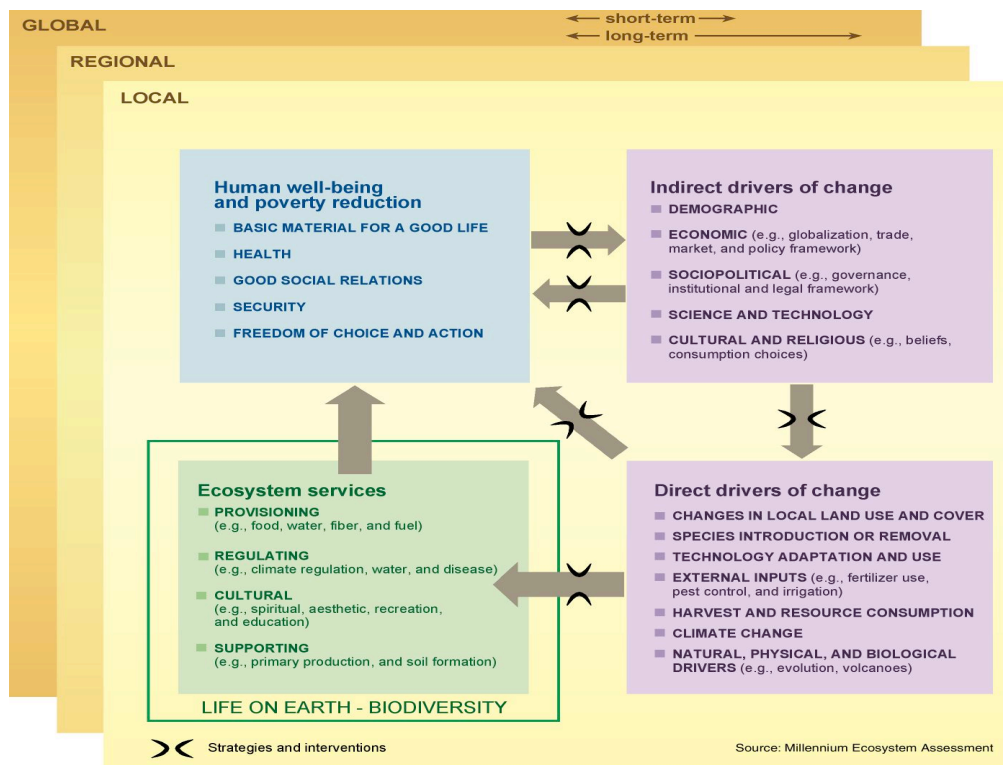 GLOBAL
short-term
long-term
REGIONAL
LOCAL
Human well-being
and poverty reduction
BASIC MATERIAL FOR A GOOD LIFE
HEALTH
GOOD SOCIAL RELATIONS
SECURITY
FREEDOM OF CHOICE AND ACTION
Indirect drivers of change
DEMOGRAPHIC
ECONOMIC (e.g., globalization, trade,
market, and policy framework)
SOCIOPOLITICAL (e.g., governance,
institutional and legal framework)
SCIENCE AND TECHNOLOGY
CULTURAL AND RELIGIOUS (e.g., beliefs,
consumption choices)
Ecosystem services
PROVISIONING
(e.g., food, water, fiber, and fuel)
REGULATING
(e.g., climate regulation, water, and disease)
CULTURAL
(e.g., spiritual, aesthetic, recreation,
and education)
SUPPORTING
(e.g., primary production, and soil formation)
LIFE ON EARTH - BIODIVERSITY
Direct drivers of change
CHANGES IN LOCAL LAND USE AND COVER
SPECIES INTRODUCTION OR REMOVAL
TECHNOLOGY ADAPTATION AND USE
EXTERNAL INPUTS (e.g., fertilizer use,
pest control, and irrigation)
HARVEST AND RESOURCE CONSUMPTION
CLIMATE CHANGE
NATURAL, PHYSICAL, AND BIOLOGICAL
DRIVERS (e.g., evolution, volcanoes)
Strategies and interventions
Source: Millennium Ecosystem Assessment